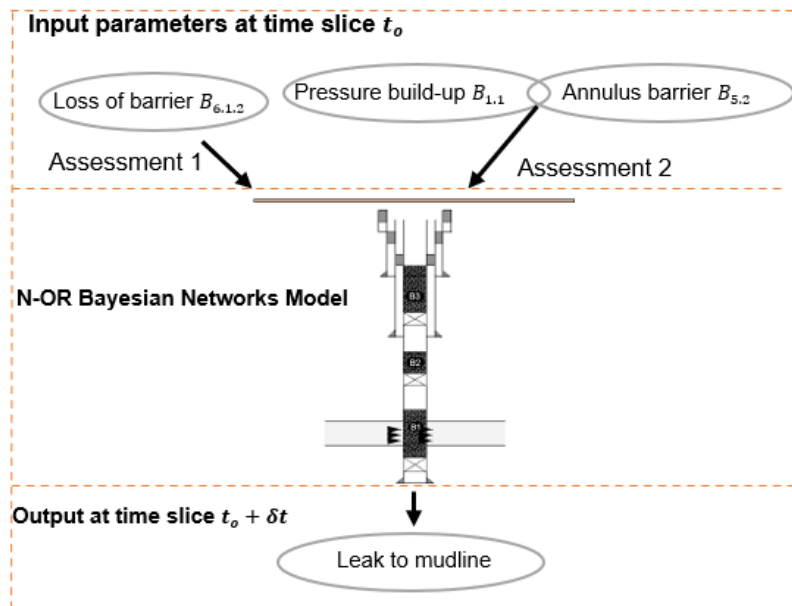 Input parameters at time slice t_o
Loss of barrier B_6.1.2
Pressure build-up B_1.1
Annulus barrier B_5.2
Assessment 1
Assessment 2
B3
N-OR Bayesian Networks Model
B2
B1
Output at time slice t_o + δt
Leak to mudline